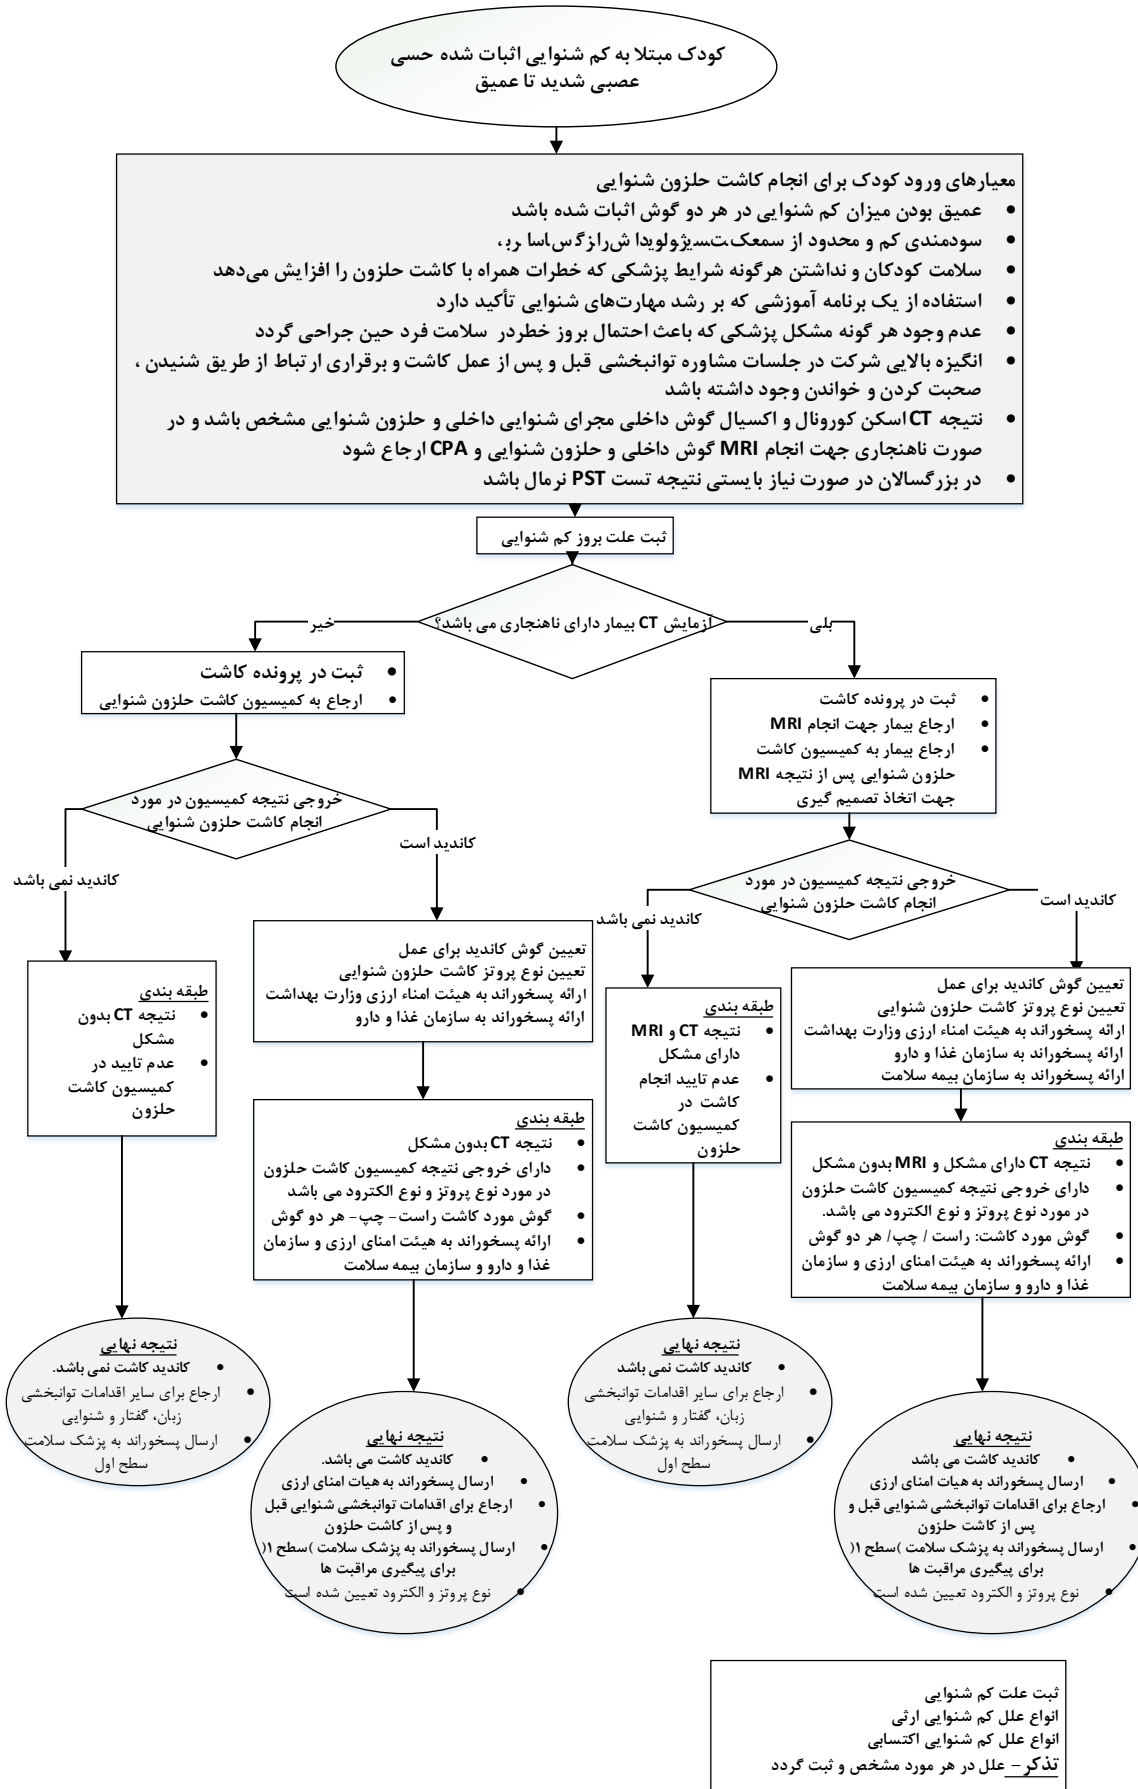 کودک مبتلا به کم شنوایی اثبات شده حسی
عصبی شدید تا عمیق
معیارهای ورود کودک برای انجام کاشت حلزون شنوایی
• عمیق بودن میزان کم شنوایی در هر دو گوش اثبات شده باشد
• سودمندی کم و محدود از سمعک
• سلامت کودکان و نداشتن هرگونه شرایط پزشکی که خطرات همراه با کاشت حلزون را افزایش می‌دهد
• استفاده از یک برنامه آموزشی که بر رشد مهارت‌های شنوایی تأکید دارد
• عدم وجود هر گونه مشکل پزشکی که باعث احتمال بروز خطردر سلامت فرد حین جراحی گردد
• انگیزه بالایی شرکت در جلسات مشاوره توانبخشی قبل و پس از عمل کاشت و برقراری ارتباط از طریق شنیدن ،
صحبت کردن و خواندن وجود داشته باشد
• نتیجه CT اسکن کورونال و اکسیال گوش داخلی مجرای شنوایی داخلی و حلزون شنوایی مشخص باشد و در
صورت ناهنجاری جهت انجام MRI گوش داخلی و حلزون شنوایی و CPA ارجاع شود
• در بزرگسالان در صورت نیاز بایستی نتیجه تست PST نرمال باشد
ثبت علت بروز کم شنوایی
آزمایش CT بیمار دارای ناهنجاری می باشد؟
بلی
خیر
• ثبت در پرونده کاشت
• ارجاع بیمار جهت انجام MRI
• ارجاع بیمار به کمیسیون کاشت
حلزون شنوایی پس از نتیجه MRI
جهت اتخاذ تصمیم گیری
• ثبت در پرونده کاشت
• ارجاع به کمیسیون کاشت حلزون شنوایی
خروجی نتیجه کمیسیون در مورد
انجام کاشت حلزون شنوایی
کاندید است
کاندید نمی باشد
خروجی نتیجه کمیسیون در مورد
انجام کاشت حلزون شنوایی
کاندید است
کاندید نمی باشد
تعیین گوش کاندید برای عمل
تعیین نوع پروتز کاشت حلزون شنوایی
ارائه پسخوراند به هیئت امناء ارزی وزارت بهداشت
ارائه پسخوراند به سازمان غذا و دارو
ارائه پسخوراند به سازمان بیمه سلامت
طبقه بندی
• نتیجه CT و MRI
دارای مشکل
• عدم تایید انجام
کاشت در
کمیسیون کاشت
حلزون
تعیین گوش کاندید برای عمل
تعیین نوع پروتز کاشت حلزون شنوایی
ارائه پسخوراند به هیئت امناء ارزی وزارت بهداشت
ارائه پسخوراند به سازمان غذا و دارو
طبقه بندی
• نتیجه CT بدون
مشکل
• عدم تایید در
کمیسیون کاشت
حلزون
طبقه بندی
• نتیجه CT دارای مشکل و MRI بدون مشکل
• دارای خروجی نتیجه کمیسیون کاشت حلزون
در مورد نوع پروتز و نوع الکترود می باشد.
• گوش مورد کاشت: راست / چپ/ هر دو گوش
• ارائه پسخوراند به هیئت امنای ارزی و سازمان
غذا و دارو و سازمان بیمه سلامت
طبقه بندی
• نتیجه CT بدون مشکل
• دارای خروجی نتیجه کمیسیون کاشت حلزون
در مورد نوع پروتز و نوع الکترود می باشد
• گوش مورد کاشت راست- چپ- هر دو گوش
• ارائه پسخوراند به هیئت امنای ارزی و سازمان
غذا و دارو و سازمان بیمه سلامت
نتیجه نهایی
• کاندید کاشت می باشد
• ارسال پسخوراند به هیات امنای ارزی
• ارجاع برای اقدامات توانبخشی شنوایی قبل و
پس از کاشت حلزون
• ارسال پسخوراند به پزشک سلامت )سطح ۱(
برای پیگیری مراقبت ها
• نوع پروتز و الکترود تعیین شده است
نتیجه نهایی
• کاندید کاشت نمی باشد
• ارجاع برای سایر اقدامات توانبخشی
زبان، گفتار و شنوایی
• ارسال پسخوراند به پزشک سلامت
سطح اول
نتیجه نهایی
• کاندید کاشت می باشد.
• ارسال پسخوراند به هیات امنای ارزی
• ارجاع برای اقدامات توانبخشی شنوایی قبل
و پس از کاشت حلزون
• ارسال پسخوراند به پزشک سلامت )سطح ۱(
برای پیگیری مراقبت ها
• نوع پروتز و الکترود تعیین شده است
نتیجه نهایی
• کاندید کاشت نمی باشد.
• ارجاع برای سایر اقدامات توانبخشی
زبان، گفتار و شنوایی
• ارسال پسخوراند به پزشک سلامت
سطح اول
ثبت علت کم شنوایی
انواع علل کم شنوایی ارثی
انواع علل کم شنوایی اکتسابی
تذکر – علل در هر مورد مشخص و ثبت گردد